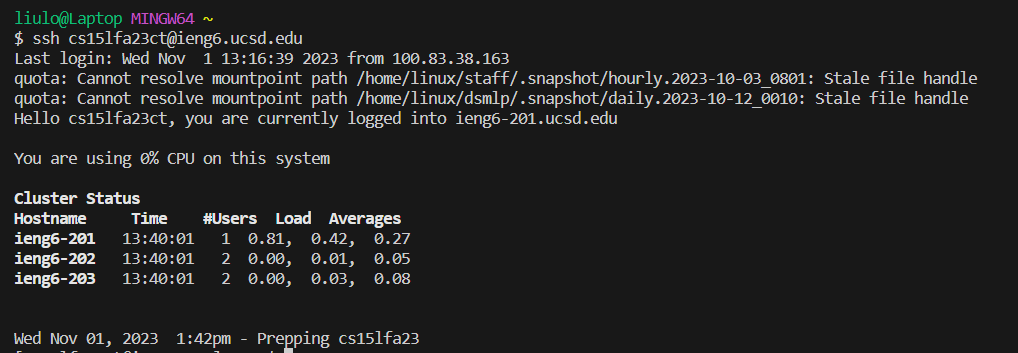 liulo@Laptop MINGW64 ~
$ ssh cs15lfa23ct@ieng6.ucsd.edu
Last login: Wed Nov  1 13:16:39 2023 from 100.83.38.163
quota: Cannot resolve mountpoint path /home/linux/staff/.snapshot/hourly.2023-10-03_0801: Stale file handle
quota: Cannot resolve mountpoint path /home/linux/dsmlp/.snapshot/daily.2023-10-12_0010: Stale file handle
Hello cs15lfa23ct, you are currently logged into ieng6-201.ucsd.edu
You are using 0% CPU on this system
Cluster Status
Hostname     Time    #Users  Load  Averages
ieng6-201   13:40:01   1  0.81,  0.42,  0.27
ieng6-202   13:40:01   2  0.00,  0.01,  0.05
ieng6-203   13:40:01   2  0.00,  0.03,  0.08
Wed Nov 01, 2023  1:42pm - Prepping cs15lfa23